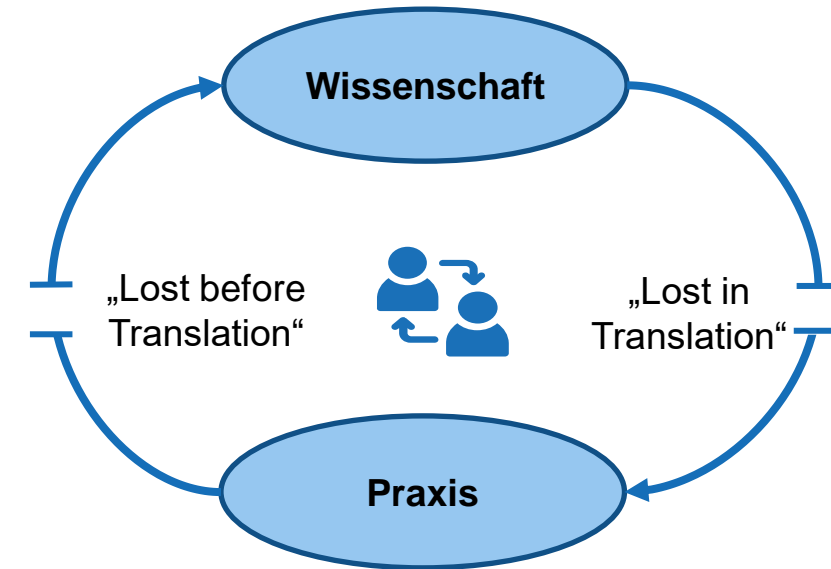 Wissenschaft
„Lost before
Translation“
„Lost in
Translation“
Praxis